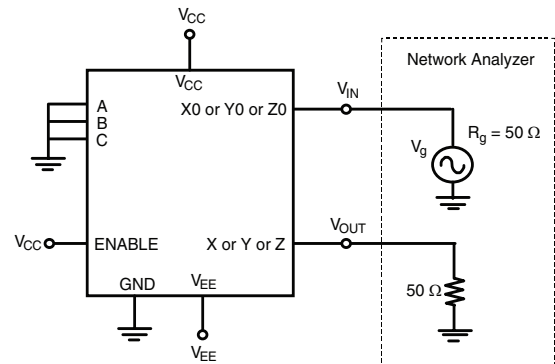 VCC
VCC
Network Analyzer
A
B
C
X0 or Y0 or Z0
VIN
Vg
Rg = 50 Ω
VCC
ENABLE
X or Y or Z
VOUT
GND
VEE
50 Ω
VEE